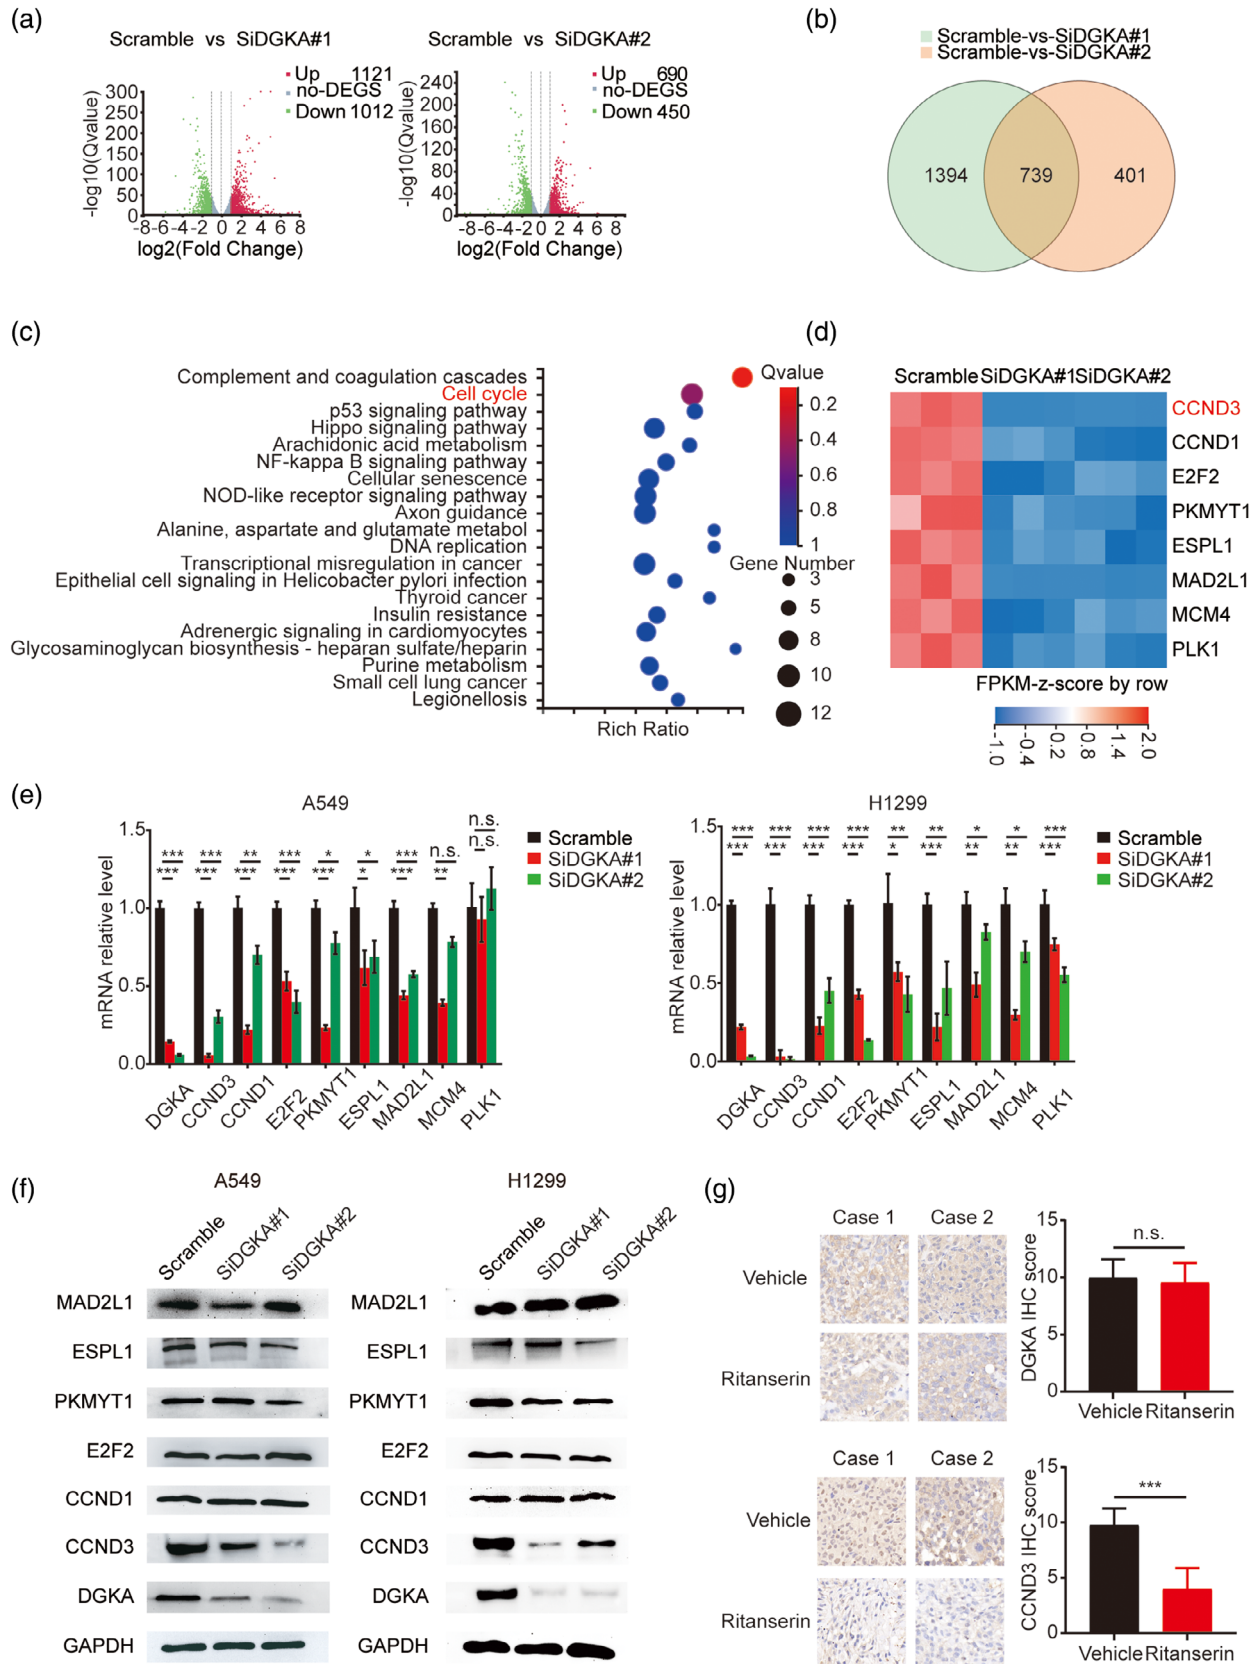 (a)
Scramble vs SiDGKA#1
Up 1121
no-DEGS
Down 1012
-log10(Qvalue)
300
250
200
150
100
50
0
-8 -6 -4 -2 0 2 4 6 8
log2(Fold Change)
Scramble vs SiDGKA#2
Up 690
no-DEGS
Down 450
-log10(Qvalue)
240
200
160
120
80
40
0
-8 -6 -4 -2 0 2 4 6 8
log2(Fold Change)
(b)
Scramble-vs-SiDGKA#1
Scramble-vs-SiDGKA#2
1394 739 401
(c)
Complement and coagulation cascades
Cell cycle
p53 signaling pathway
Hippo signaling pathway
Arachidonic acid metabolism
NF-kappa B signaling pathway
Cellular senescence
NOD-like receptor signaling pathway
Axon guidance
Alanine, aspartate and glutamate metabol
DNA replication
Transcriptional misregulation in cancer
Epithelial cell signaling in Helicobacter pylori infection
Thyroid cancer
Insulin resistance
Adrenergic signaling in cardiomyocytes
Glycosaminoglycan biosynthesis - heparan sulfate/heparin
Purine metabolism
Small cell lung cancer
Legionellosis
Rich Ratio
Qvalue
0.2
0.4
0.6
0.8
1
Gene Number
3
5
8
10
12
(d)
Scramble SiDGKA#1 SiDGKA#2
CCND3
CCND1
E2F2
PKMYT1
ESPL1
MAD2L1
MCM4
PLK1
FPKM-z-score by row
-1.0 -0.4 0.2 0.8 1.4 2.0
(e)
A549
mRNA relative level
1.5
1.0
0.5
0.0
*** *** ** *** * * *** n.s. n.s.
*** *** *** *** *** * *** ** n.s.
Scramble
SiDGKA#1
SiDGKA#2
DGKA CCND3 CCND1 E2F2 PKMYT1 ESPL1 MAD2L1 MCM4 PLK1
H1299
mRNA relative level
1.5
1.0
0.5
0.0
*** *** *** *** ** ** * * ***
*** *** *** *** * *** ** ** ***
Scramble
SiDGKA#1
SiDGKA#2
DGKA CCND3 CCND1 E2F2 PKMYT1 ESPL1 MAD2L1 MCM4 PLK1
(f)
A549
Scramble SiDGKA#1 SiDGKA#2
MAD2L1
ESPL1
PKMYT1
E2F2
CCND1
CCND3
DGKA
GAPDH
H1299
Scramble SiDGKA#1 SiDGKA#2
MAD2L1
ESPL1
PKMYT1
E2F2
CCND1
CCND3
DGKA
GAPDH
(g)
Case 1 Case 2
Vehicle
Ritanserin
DGKA IHC score
15
10
5
0
n.s.
Vehicle Ritanserin
Case 1 Case 2
Vehicle
Ritanserin
CCND3 IHC score
15
10
5
0
***
Vehicle Ritanserin